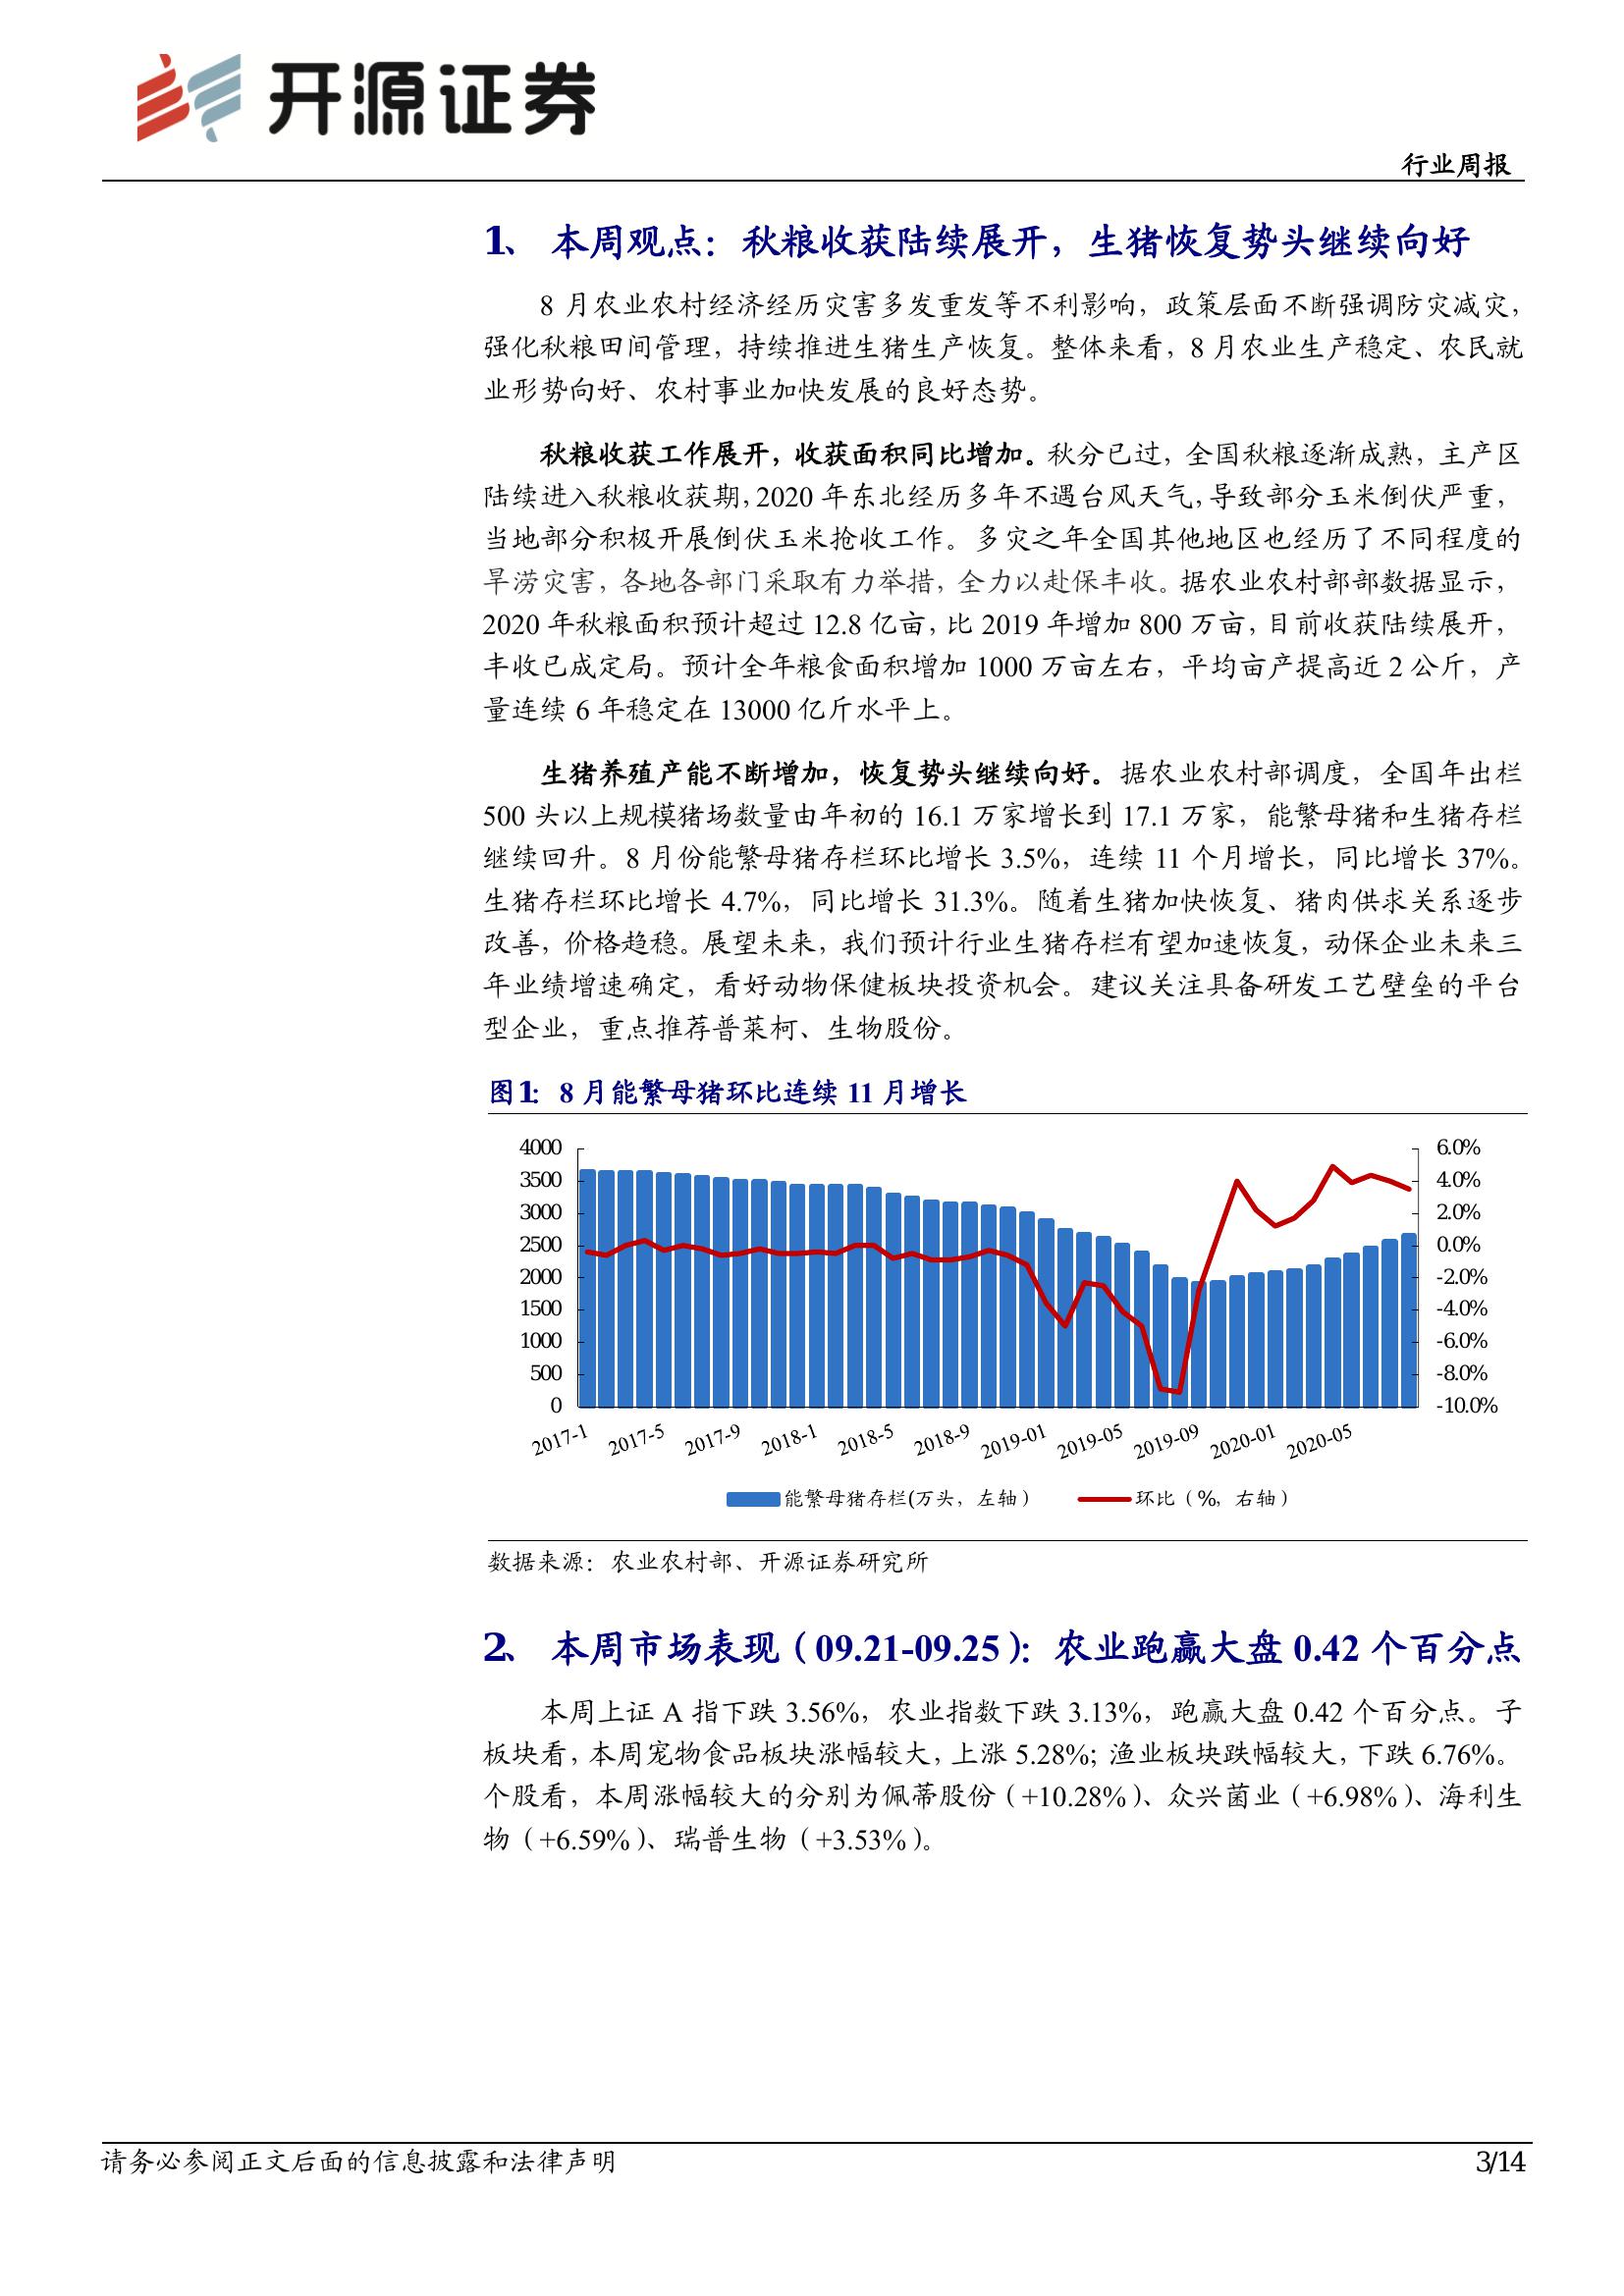 开源证券
行业周报
1、 本周观点：秋粮收获陆续展开，生猪恢复势头继续向好
8 月农业农村经济经历灾害多发重发等不利影响，政策层面不断强调防灾减灾，
强化秋粮田间管理，持续推进生猪生产恢复。整体来看，8 月农业生产稳定、农民就
业形势向好、农村事业加快发展的良好态势。
秋粮收获工作展开，收获面积同比增加。秋分已过，全国秋粮逐渐成熟，主产区
陆续进入秋粮收获期，2020 年东北经历多年不遇台风天气，导致部分玉米倒伏严重，
当地部分积极开展倒伏玉米抢收工作。多灾之年全国其他地区也经历了不同程度的
旱涝灾害，各地各部门采取有力举措，全力以赴保丰收。据农业农村部部数据显示，
2020 年秋粮面积预计超过 12.8 亿亩，比 2019 年增加 800 万亩，目前收获陆续展开，
丰收已成定局。预计全年粮食面积增加 1000 万亩左右，平均亩产提高近 2 公斤，产
量连续 6 年稳定在 13000 亿斤水平上。
生猪养殖产能不断增加，恢复势头继续向好。据农业农村部调度，全国年出栏
500 头以上规模猪场数量由年初的 16.1 万家增长到 17.1 万家，能繁母猪和生猪存栏
继续回升。8 月份能繁母猪存栏环比增长 3.5%，连续 11 个月增长，同比增长 37%。
生猪存栏环比增长 4.7%，同比增长 31.3%。随着生猪加快恢复、猪肉供求关系逐步
改善，价格趋稳。展望未来，我们预计行业生猪存栏有望加速恢复，动保企业未来三
年业绩增速确定，看好动物保健板块投资机会。建议关注具备研发工艺壁垒的平台
型企业，重点推荐普莱柯、生物股份。
图1： 8 月能繁母猪环比连续 11 月增长
4000 6.0%
3500 4.0%
3000 2.0%
2500 0.0%
2000 -2.0%
1500 -4.0%
1000 -6.0%
500 -8.0%
0 -10.0%
2017-1 2017-5 2017-9 2018-1 2018-5 2018-9 2019-01 2019-05 2019-09 2020-01 2020-05
能繁母猪存栏(万头，左轴） 环比（%，右轴）
数据来源：农业农村部、开源证券研究所
2、 本周市场表现（09.21-09.25）：农业跑赢大盘 0.42 个百分点
本周上证 A 指下跌 3.56%，农业指数下跌 3.13%，跑赢大盘 0.42 个百分点。子
板块看，本周宠物食品板块涨幅较大，上涨 5.28%；渔业板块跌幅较大，下跌 6.76%。
个股看，本周涨幅较大的分别为佩蒂股份（+10.28%）、众兴菌业（+6.98%）、海利生
物（+6.59%）、瑞普生物（+3.53%）。
请务必参阅正文后面的信息披露和法律声明 3/14